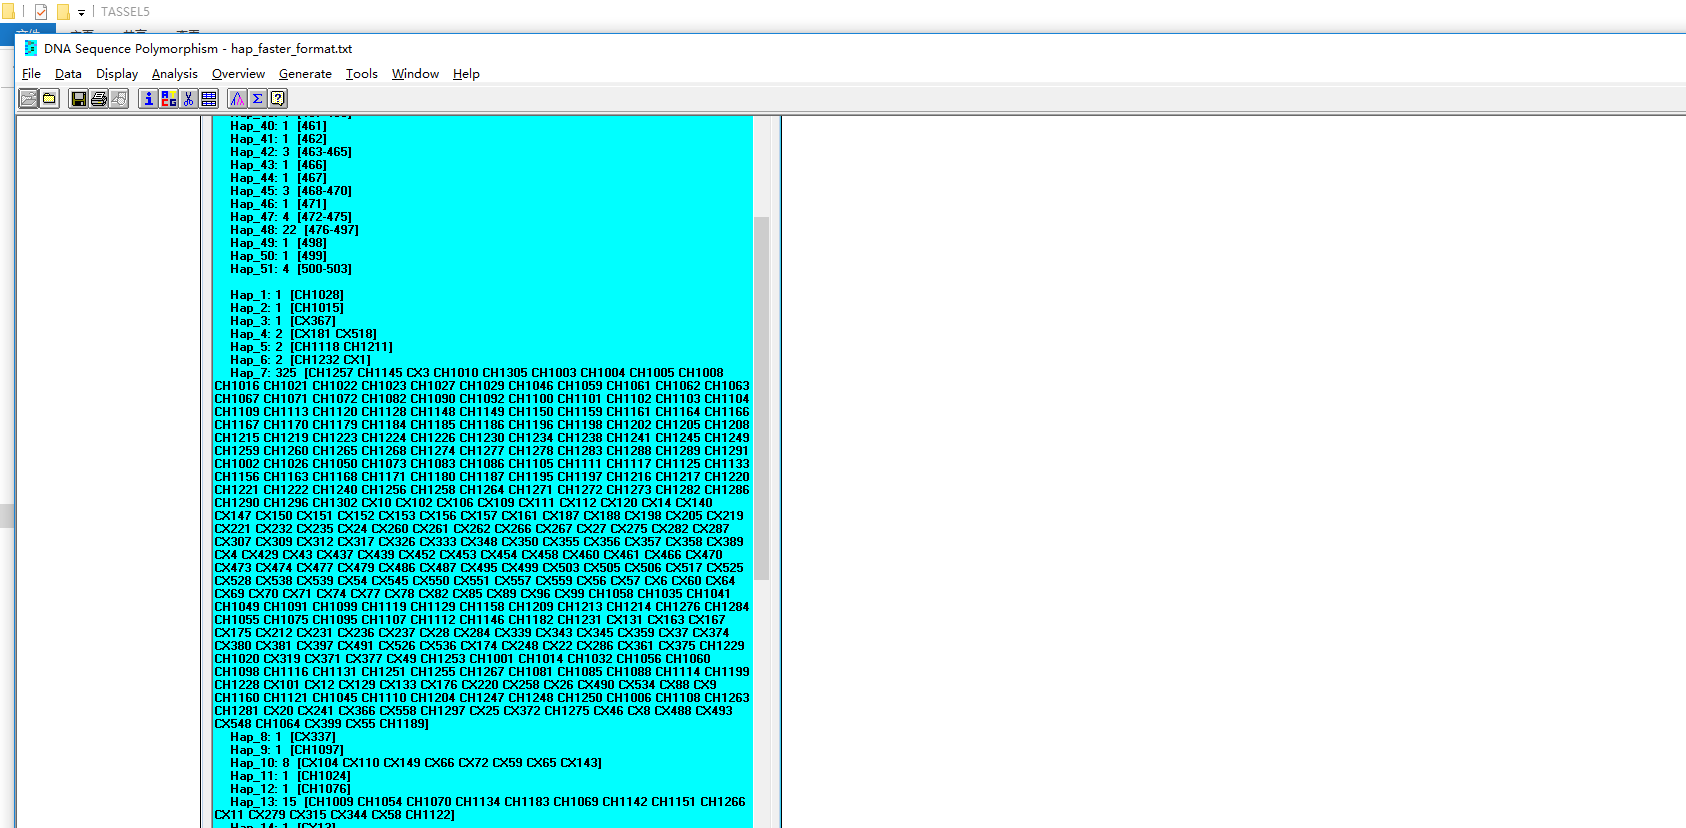 TASSEL5
文件
DNA Sequence Polymorphism - hap_faster_format.txt
File Data Display Analysis Overview Generate Tools Window Help
Hap_40: 1 [461]
Hap_41: 1 [462]
Hap_42: 3 [463-465]
Hap_43: 1 [466]
Hap_44: 1 [467]
Hap_45: 3 [468-470]
Hap_46: 1 [471]
Hap_47: 4 [472-475]
Hap_48: 22 [476-497]
Hap_49: 1 [498]
Hap_50: 1 [499]
Hap_51: 4 [500-503]
Hap_1: 1 [CH1028]
Hap_2: 1 [CH1015]
Hap_3: 1 [CX367]
Hap_4: 2 [CX181 CX518]
Hap_5: 2 [CH1118 CH1211]
Hap_6: 2 [CH1232 CX1]
Hap_7: 325 [CH1257 CH1145 CX3 CH1010 CH1305 CH1003 CH1004 CH1005 CH1008
CH1016 CH1021 CH1022 CH1023 CH1027 CH1029 CH1046 CH1059 CH1061 CH1062 CH1063
CH1067 CH1071 CH1072 CH1082 CH1090 CH1092 CH1100 CH1101 CH1102 CH1103 CH1104
CH1109 CH1113 CH1120 CH1128 CH1148 CH1149 CH1150 CH1159 CH1161 CH1164 CH1166
CH1167 CH1170 CH1179 CH1184 CH1185 CH1186 CH1196 CH1198 CH1202 CH1205 CH1208
CH1215 CH1219 CH1223 CH1224 CH1226 CH1230 CH1234 CH1238 CH1241 CH1245 CH1249
CH1259 CH1260 CH1265 CH1268 CH1274 CH1277 CH1278 CH1283 CH1288 CH1289 CH1291
CH1002 CH1026 CH1050 CH1073 CH1083 CH1086 CH1105 CH1111 CH1117 CH1125 CH1133
CH1156 CH1163 CH1168 CH1171 CH1180 CH1187 CH1195 CH1197 CH1216 CH1217 CH1220
CH1221 CH1222 CH1240 CH1256 CH1258 CH1264 CH1271 CH1272 CH1273 CH1282 CH1286
CH1290 CH1296 CH1302 CX10 CX102 CX106 CX109 CX111 CX112 CX120 CX14 CX140
CX147 CX150 CX151 CX152 CX153 CX156 CX157 CX161 CX187 CX188 CX198 CX205 CX219
CX221 CX232 CX235 CX24 CX260 CX261 CX262 CX266 CX267 CX27 CX275 CX282 CX287
CX307 CX309 CX312 CX317 CX326 CX333 CX348 CX350 CX355 CX356 CX357 CX358 CX389
CX4 CX429 CX43 CX437 CX439 CX452 CX453 CX454 CX458 CX460 CX461 CX466 CX470
CX473 CX474 CX477 CX479 CX486 CX487 CX495 CX499 CX503 CX505 CX506 CX517 CX525
CX528 CX538 CX539 CX54 CX545 CX550 CX551 CX557 CX559 CX56 CX57 CX6 CX60 CX64
CX69 CX70 CX71 CX74 CX77 CX78 CX82 CX85 CX89 CX96 CX99 CH1058 CH1035 CH1041
CH1049 CH1091 CH1099 CH1119 CH1129 CH1158 CH1209 CH1213 CH1214 CH1276 CH1284
CH1055 CH1075 CH1095 CH1107 CH1112 CH1146 CH1182 CH1231 CX131 CX163 CX167
CX175 CX212 CX231 CX236 CX237 CX28 CX284 CX339 CX343 CX345 CX359 CX37 CX374
CX380 CX381 CX397 CX491 CX526 CX536 CX174 CX248 CX22 CX286 CX361 CX375 CH1229
CH1020 CX319 CX371 CX377 CX49 CH1253 CH1001 CH1014 CH1032 CH1056 CH1060
CH1098 CH1116 CH1131 CH1251 CH1255 CH1267 CH1081 CH1085 CH1088 CH1114 CH1199
CH1228 CX101 CX12 CX129 CX133 CX176 CX220 CX258 CX26 CX490 CX534 CX88 CX9
CH1160 CH1121 CH1045 CH1110 CH1204 CH1247 CH1248 CH1250 CH1006 CH1108 CH1263
CH1281 CX20 CX241 CX366 CX558 CH1297 CX25 CX372 CH1275 CX46 CX8 CX488 CX493
CX548 CH1064 CX399 CX55 CH1189]
Hap_8: 1 [CX337]
Hap_9: 1 [CH1097]
Hap_10: 8 [CX104 CX110 CX149 CX66 CX72 CX59 CX65 CX143]
Hap_11: 1 [CH1024]
Hap_12: 1 [CH1076]
Hap_13: 15 [CH1009 CH1054 CH1070 CH1134 CH1183 CH1069 CH1142 CH1151 CH1266
CX11 CX279 CX315 CX344 CX58 CH1122]
Hap_14: 1 [CX13]